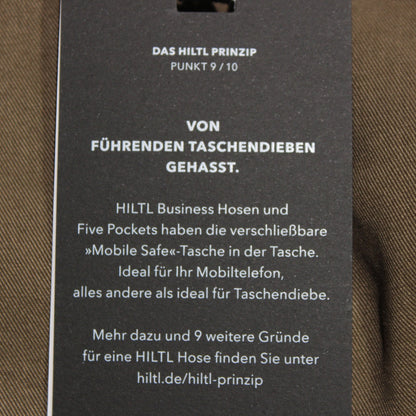 DAS HILTL PRINZIP
PUNKT 9 / 10
VON
FÜHRENDEN TASCHENDIEBEN
GEHASST.
HILTL Business Hosen und
Five Pockets haben die verschließbare
»Mobile Safe«-Tasche in der Tasche.
Ideal für Ihr Mobiltelefon,
alles andere als ideal für Taschendiebe.
Mehr dazu und 9 weitere Gründe
für eine HILTL Hose finden Sie unter
hiltl.de/hiltl-prinzip